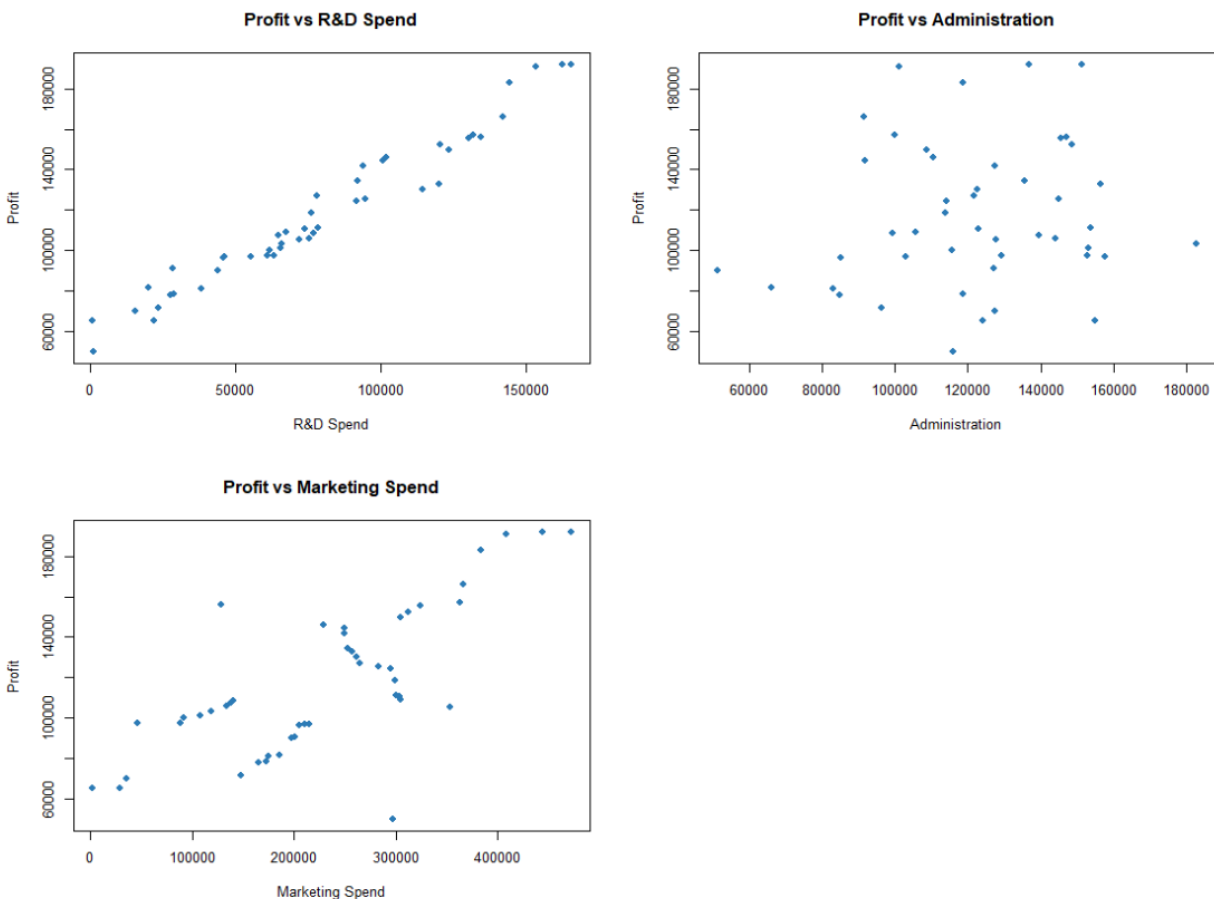 Profit vs R&D Spend
Profit
60000 100000 140000 180000
0 50000 100000 150000
R&D Spend
Profit vs Administration
Profit
60000 100000 140000 180000
60000 80000 100000 120000 140000 160000 180000
Administration
Profit vs Marketing Spend
Profit
60000 100000 140000 180000
0 100000 200000 300000 400000
Marketing Spend